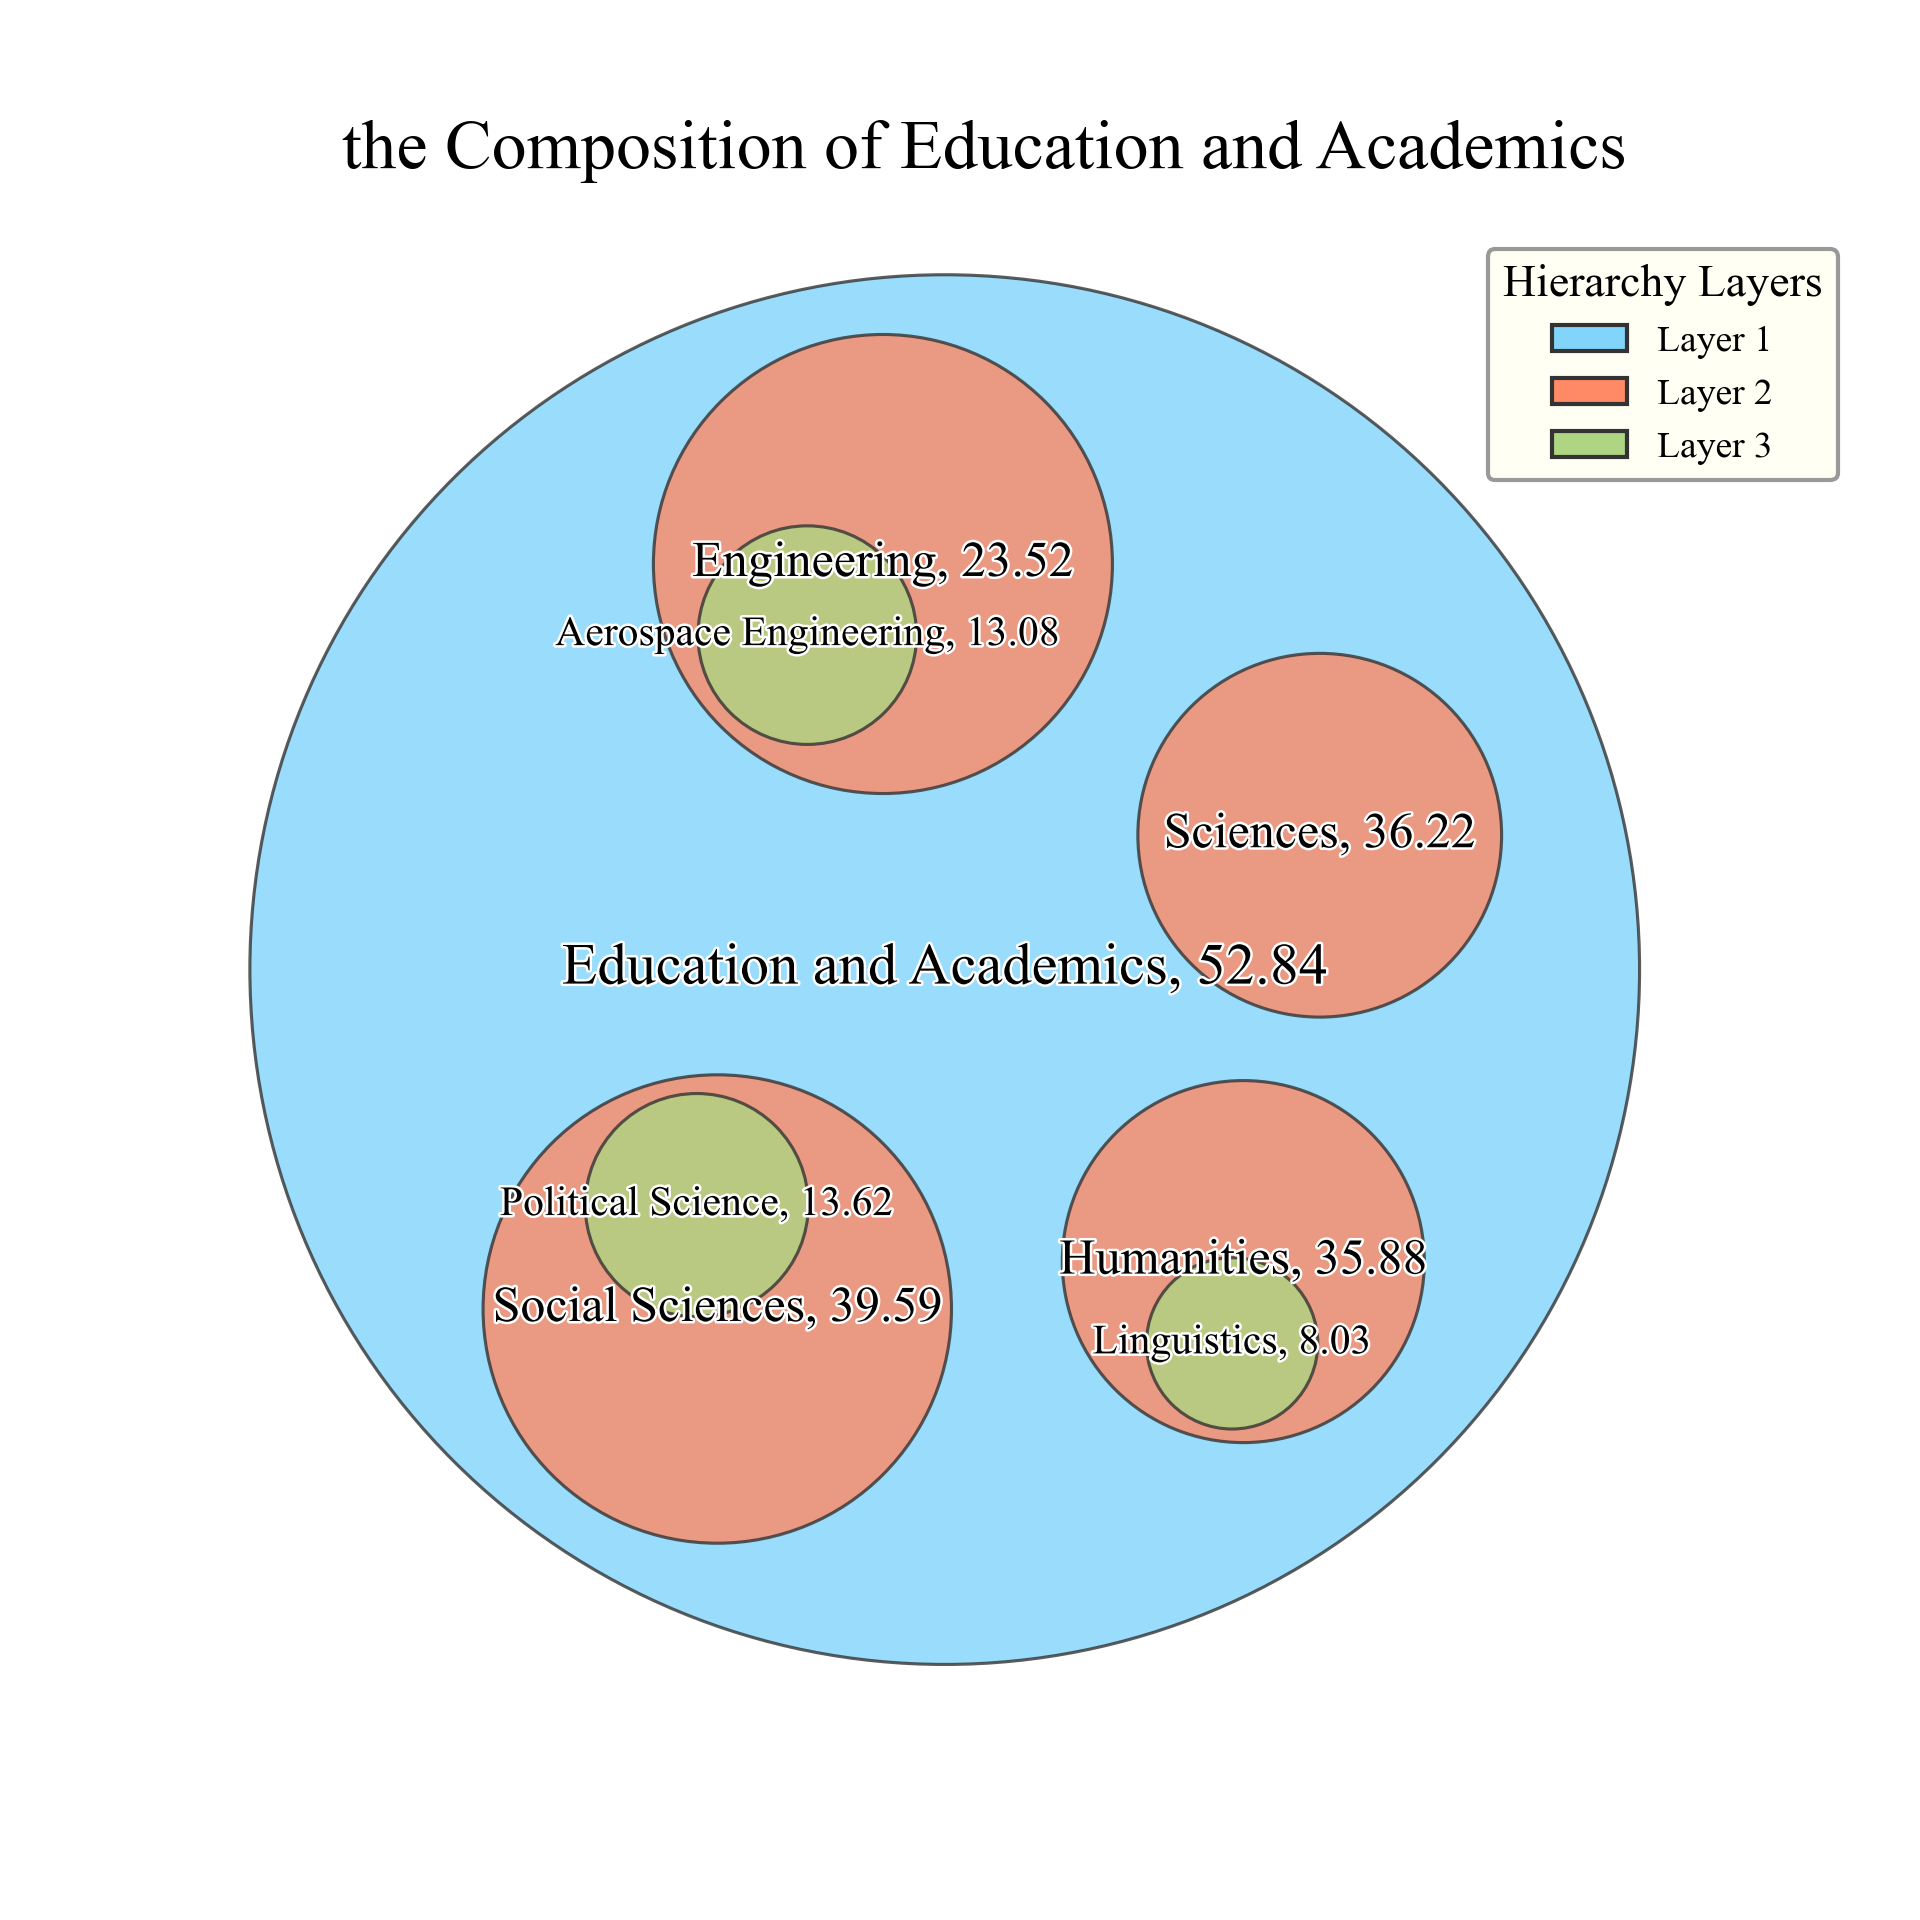 the Composition of Education and Academics
Hierarchy Layers
Layer 1
Layer 2
Layer 3
Engineering, 23.52
Aerospace Engineering, 13.08
Sciences, 36.22
Education and Academics, 52.84
Political Science, 13.62
Social Sciences, 39.59
Humanities, 35.88
Linguistics, 8.03